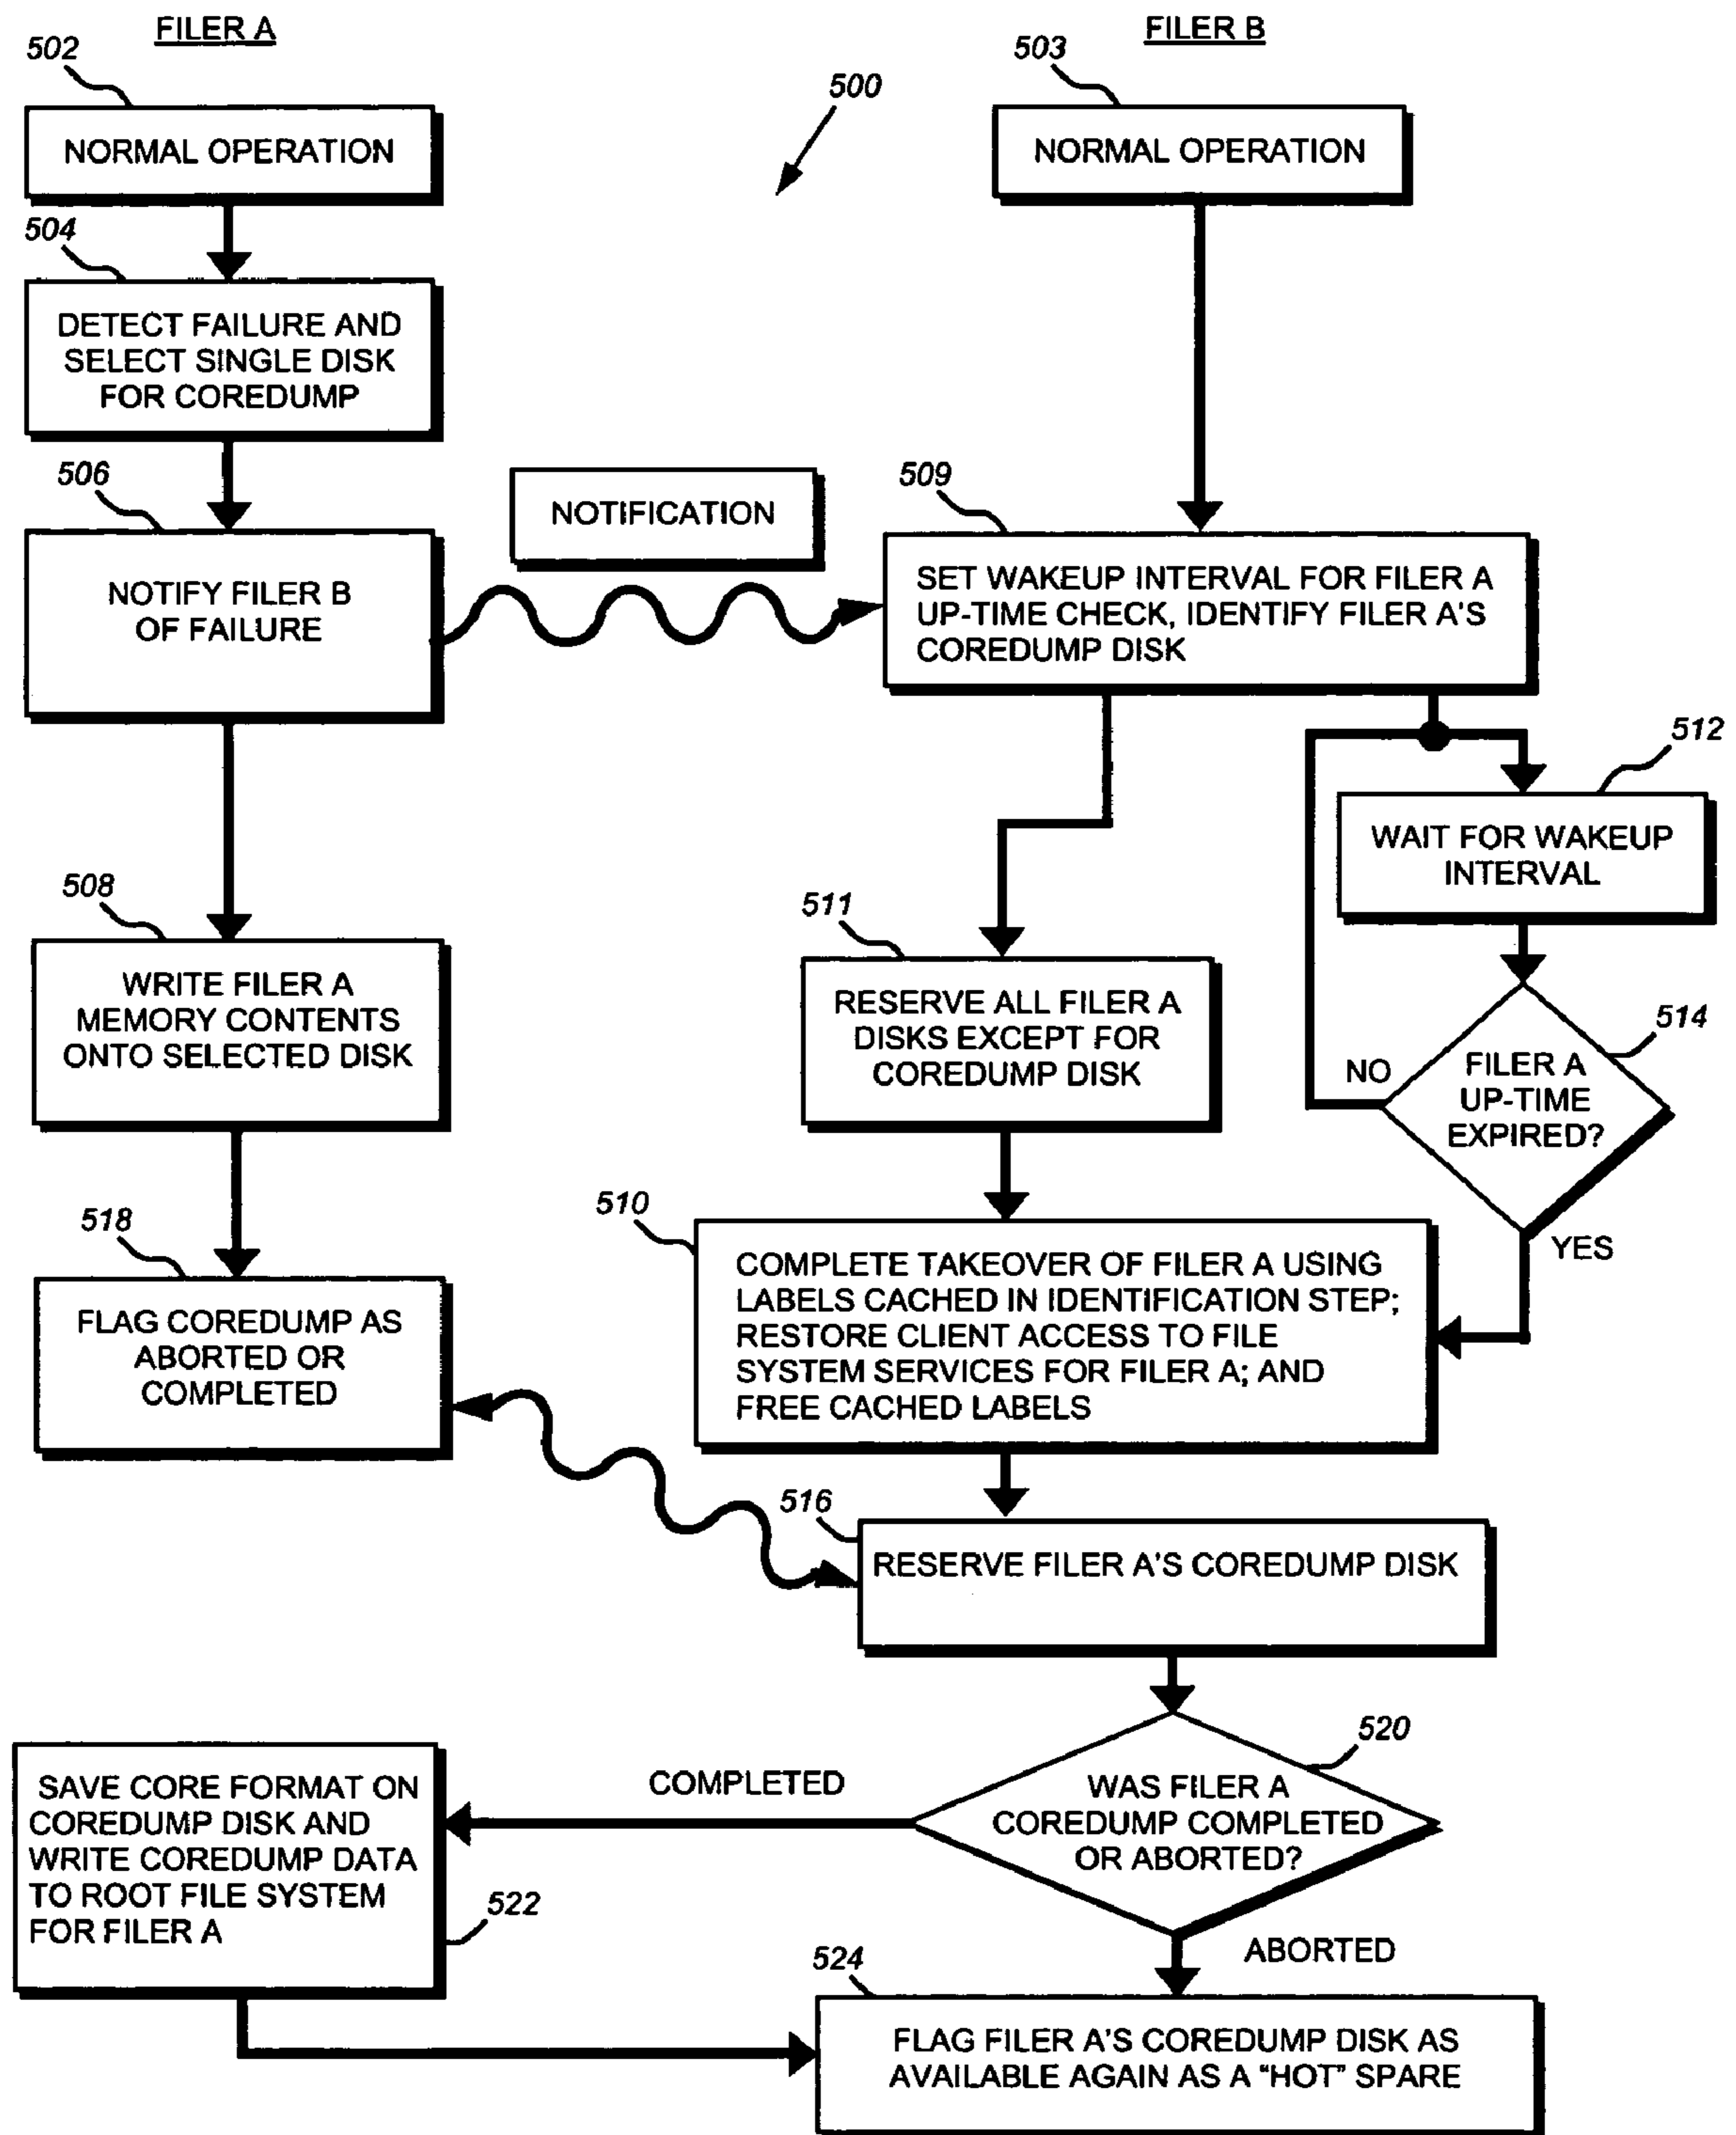 FILER A
FILER B
502
503
500
NORMAL OPERATION
NORMAL OPERATION
504
DETECT FAILURE AND
SELECT SINGLE DISK
FOR COREDUMP
506
NOTIFICATION
509
NOTIFY FILER B
OF FAILURE
SET WAKEUP INTERVAL FOR FILER A
UP-TIME CHECK, IDENTIFY FILER A'S
COREDUMP DISK
512
WAIT FOR WAKEUP
INTERVAL
508
511
WRITE FILER A
MEMORY CONTENTS
ONTO SELECTED DISK
RESERVE ALL FILER A
DISKS EXCEPT FOR
COREDUMP DISK
514
NO
FILER A
UP-TIME
EXPIRED?
YES
518
510
FLAG COREDUMP AS
ABORTED OR
COMPLETED
COMPLETE TAKEOVER OF FILER A USING
LABELS CACHED IN IDENTIFICATION STEP;
RESTORE CLIENT ACCESS TO FILE
SYSTEM SERVICES FOR FILER A; AND
FREE CACHED LABELS
516
RESERVE FILER A'S COREDUMP DISK
520
WAS FILER A
COREDUMP COMPLETED
OR ABORTED?
COMPLETED
SAVE CORE FORMAT ON
COREDUMP DISK AND
WRITE COREDUMP DATA
TO ROOT FILE SYSTEM
FOR FILER A
522
ABORTED
524
FLAG FILER A'S COREDUMP DISK AS
AVAILABLE AGAIN AS A "HOT" SPARE